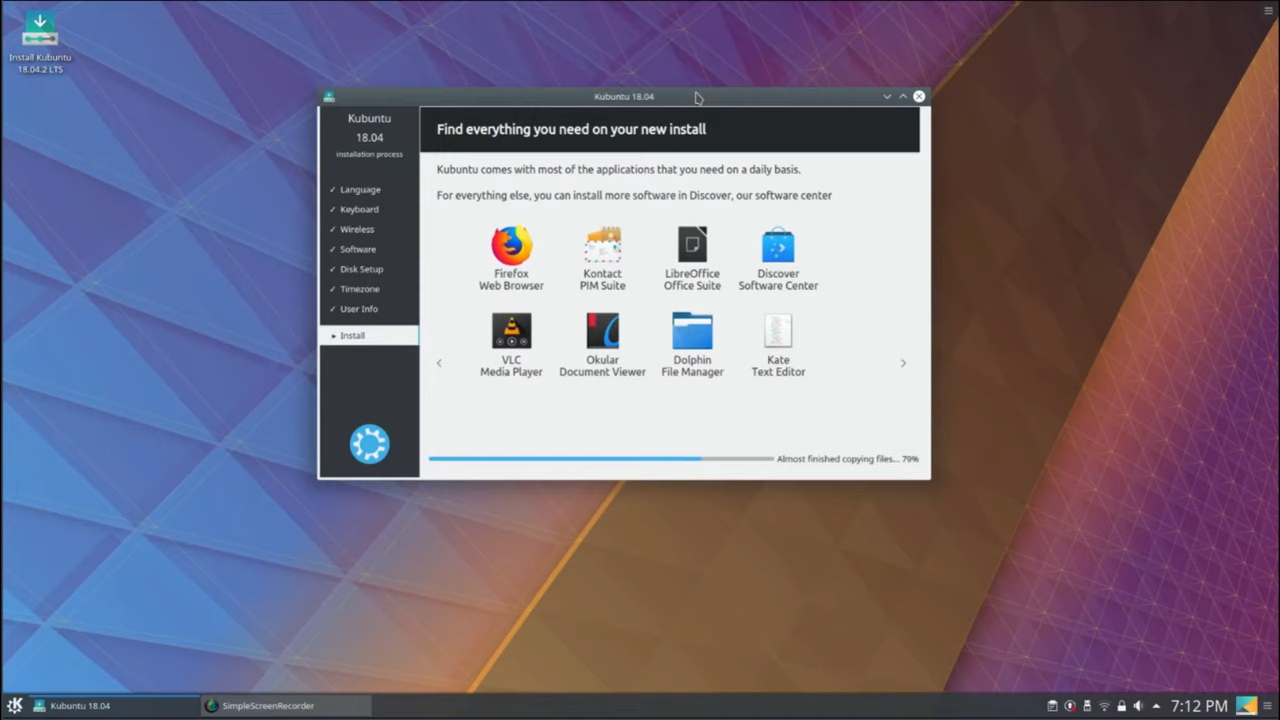 Install Kubuntu
18.04.2 LTS
Kubuntu 18.04
Kubuntu
18.04
installation process
✓ Language
✓ Keyboard
✓ Wireless
✓ Software
✓ Disk Setup
✓ Timezone
✓ User Info
▸ Install
Find everything you need on your new install
Kubuntu comes with most of the applications that you need on a daily basis.
For everything else, you can install more software in Discover, our software center
Firefox
Web Browser
Kontact
PIM Suite
LibreOffice
Office Suite
Discover
Software Center
VLC
Media Player
Okular
Document Viewer
Dolphin
File Manager
Kate
Text Editor
Almost finished copying files... 79%
Kubuntu 18.04
SimpleScreenRecorder
7:12 PM